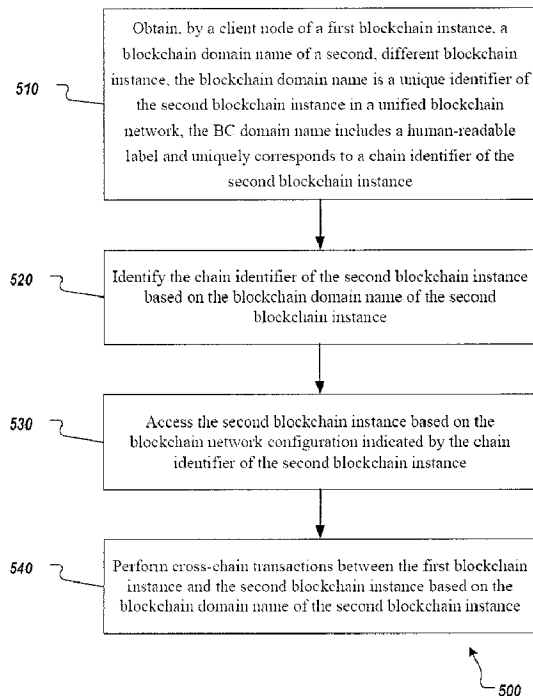 Obtain, by a client node of a first blockchain instance, a
blockchain domain name of a second, different blockchain
instance, the blockchain domain name is a unique identifier of
the second blockchain instance in a unified blockchain
network, the BC domain name includes a human-readable
label and uniquely corresponds to a chain identifier of the
second blockchain instance
510
Identify the chain identifier of the second blockchain instance
based on the blockchain domain name of the second
blockchain instance
520
Access the second blockchain instance based on the
blockchain network configuration indicated by the chain
identifier of the second blockchain instance
530
Perform cross-chain transactions between the first blockchain
instance and the second blockchain instance based on the
blockchain domain name of the second blockchain instance
540
500